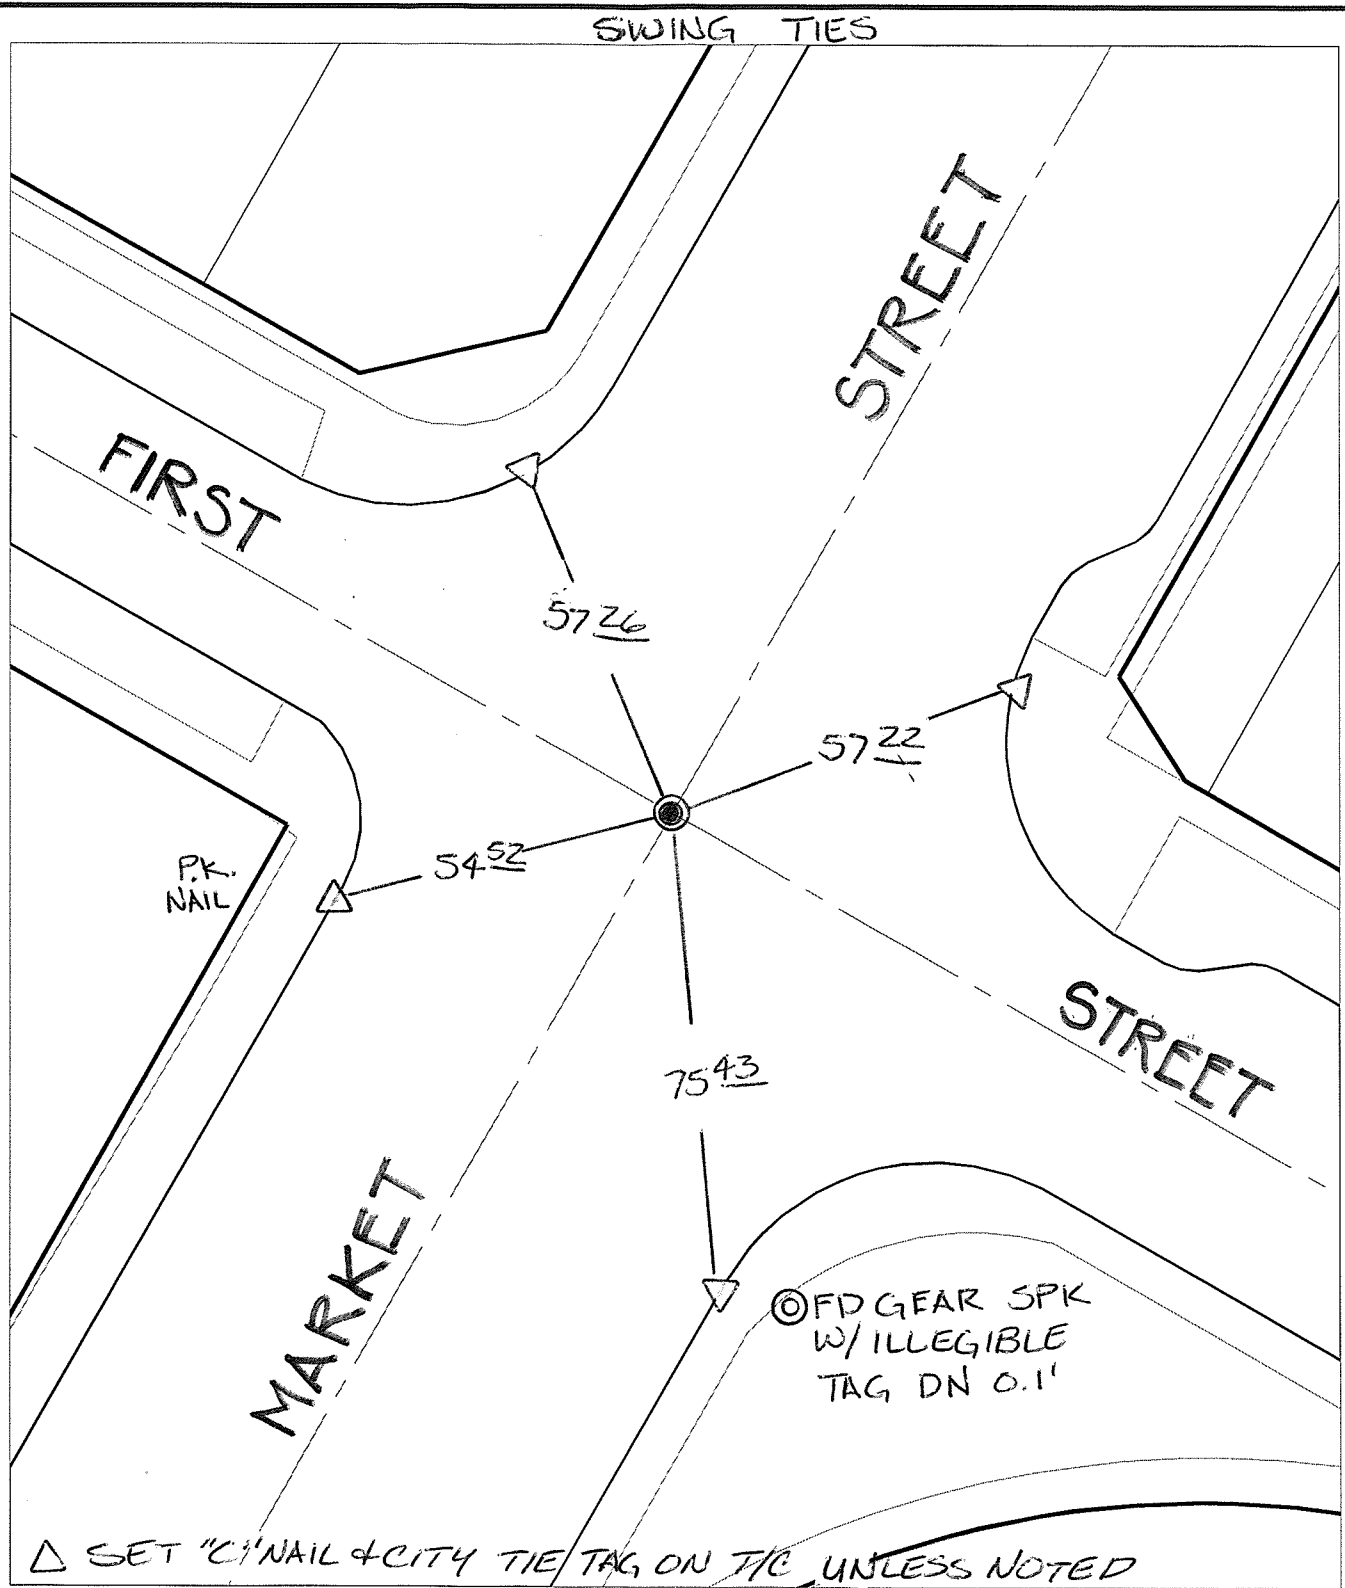 SWING TIES
STREET
FIRST
57 26
57 22
P.K.
NAIL
54 52
STREET
75 43
MARKET
FD GEAR SPK
W/ ILLEGIBLE
TAG DN 0.1'
SET "C1" NAIL & CITY TIE TAG ON T/C UNLESS NOTED